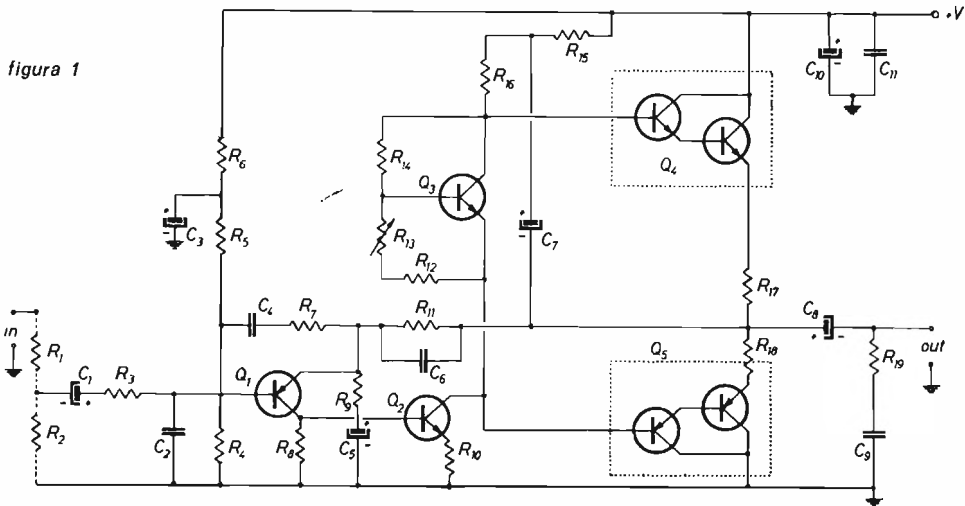 figura 1
+V
R15
R16
C10
C11
R6
R14
Q3
Q4
C3
R5
R13
C7
R12
R17
C4
R7
R11
C8
in
R1
C6
R18
Q5
out
C1
R3
Q1
R9
Q2
R19
R2
C2
R4
R8
C5
R10
C9